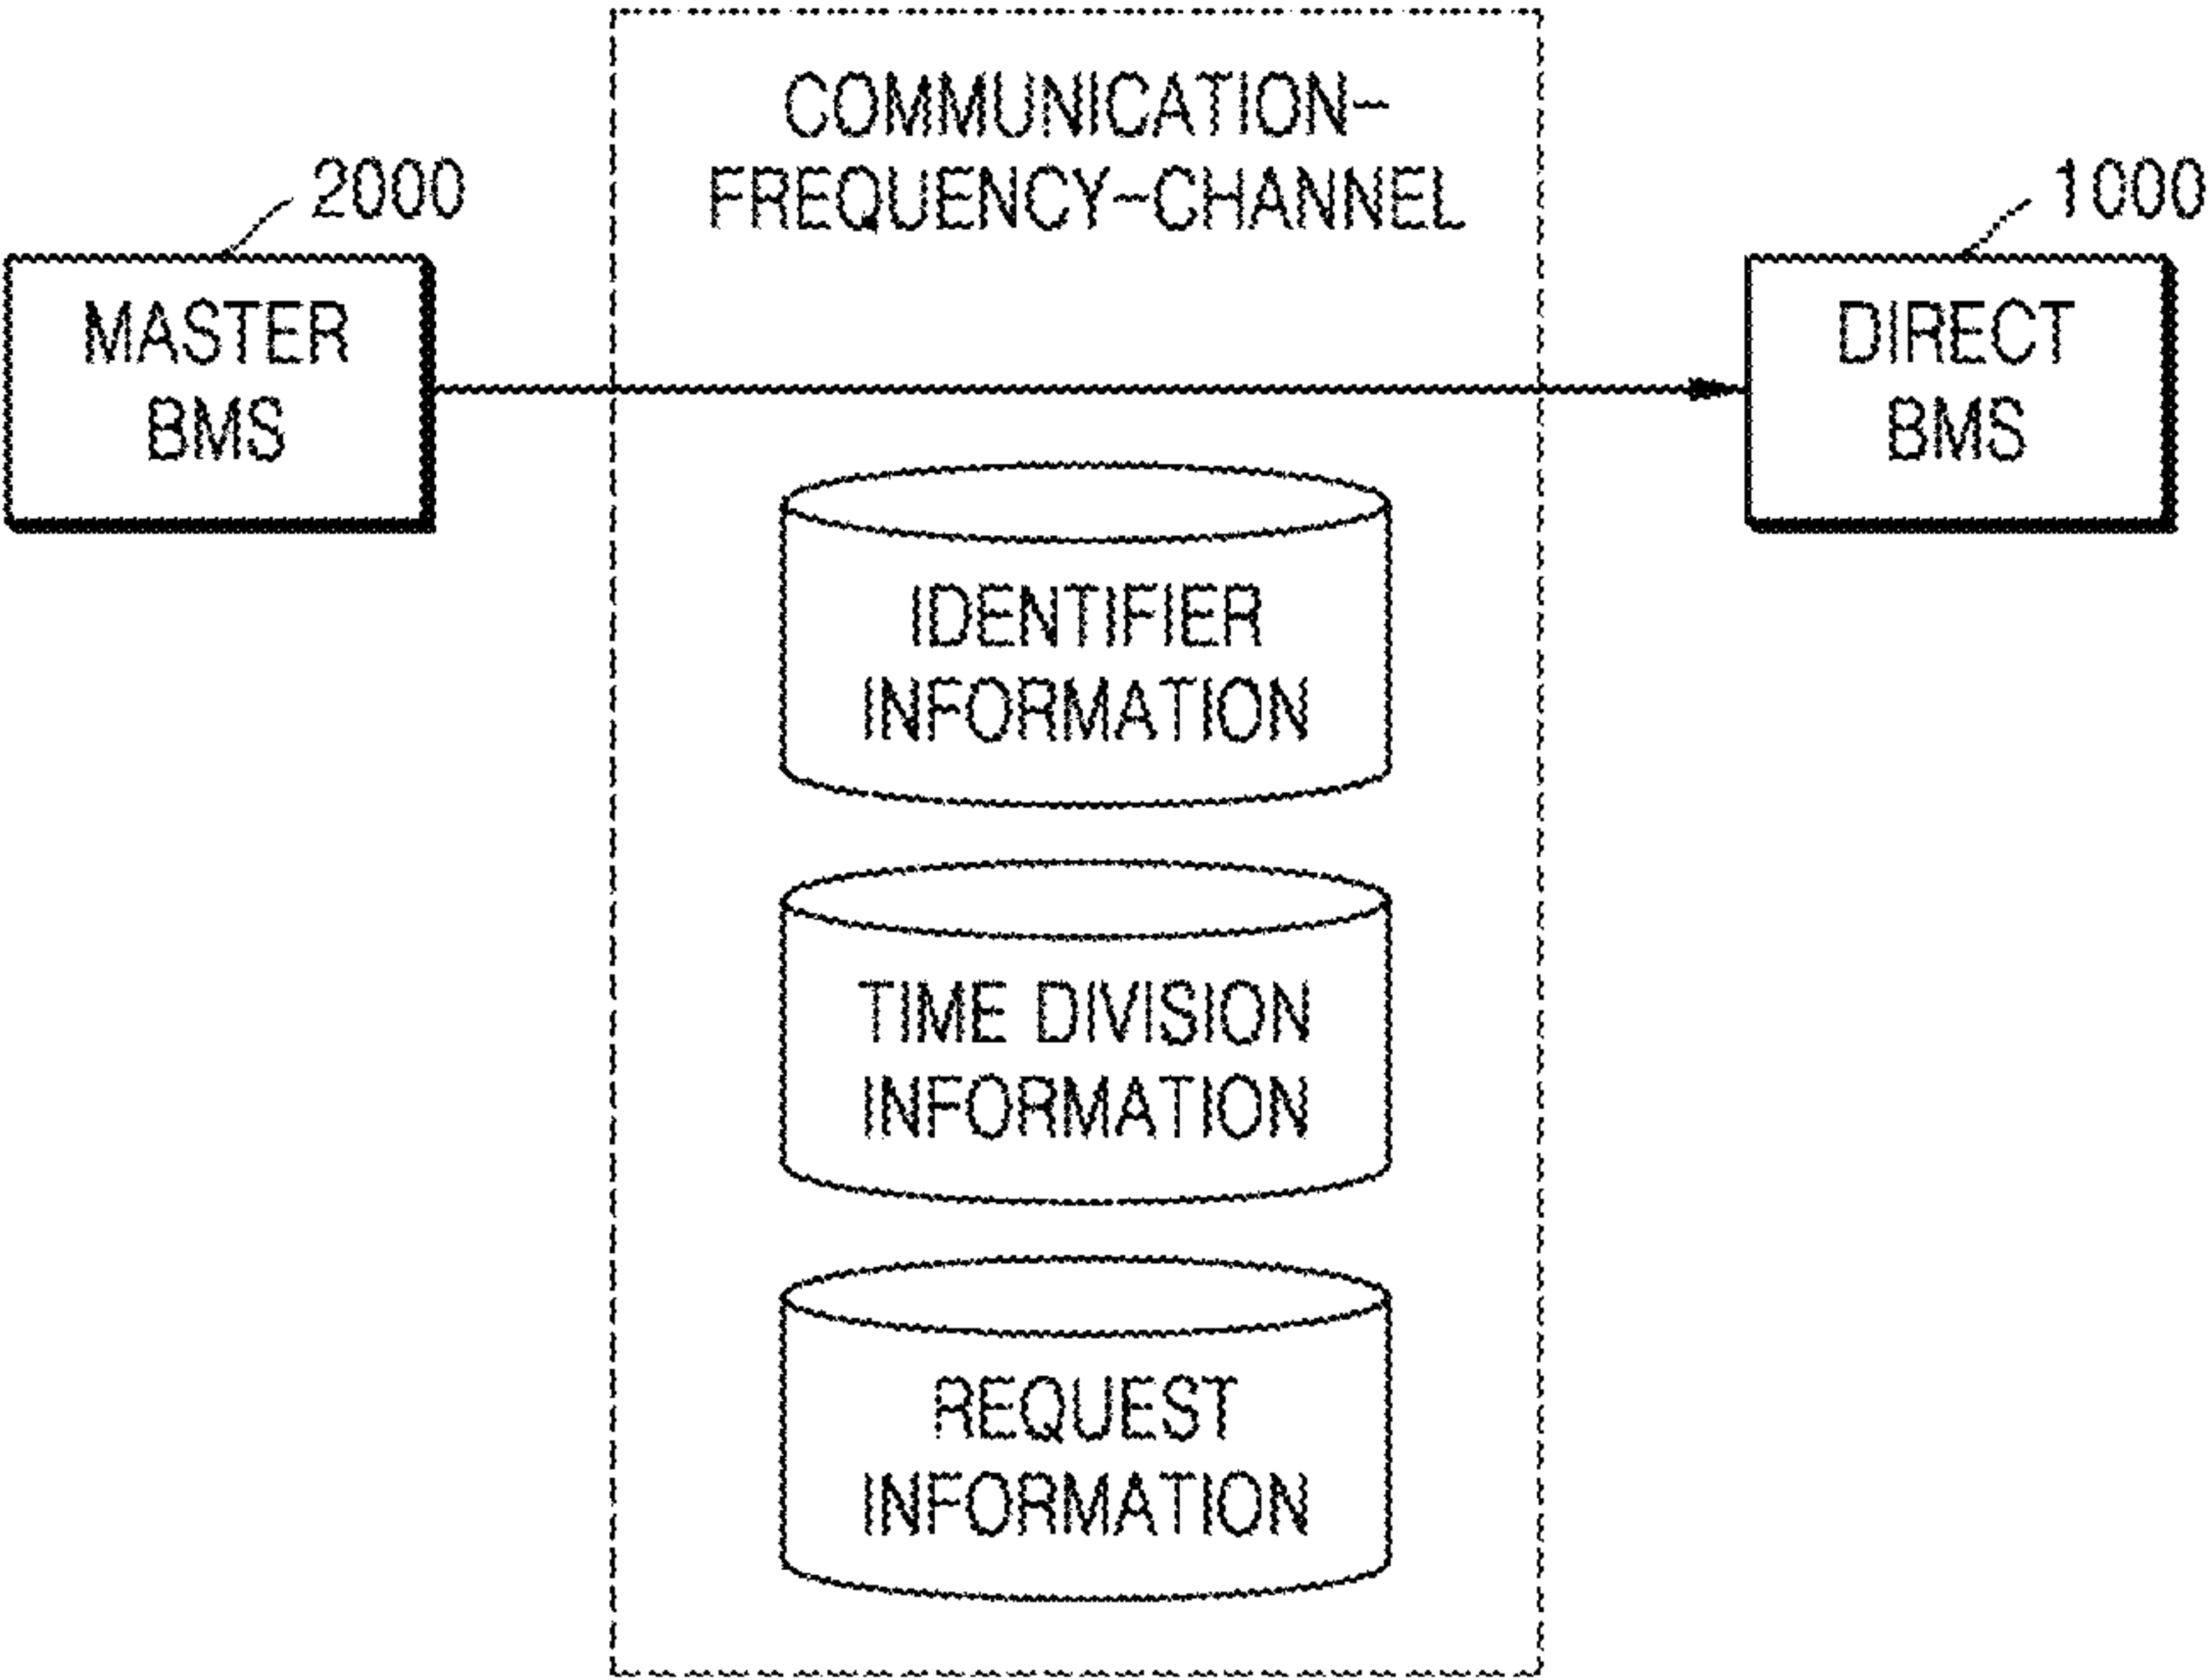 COMMUNICATION-
FREQUENCY-CHANNEL
2000
1000
MASTER
BMS
DIRECT
BMS
IDENTIFIER
INFORMATION
TIME DIVISION
INFORMATION
REQUEST
INFORMATION